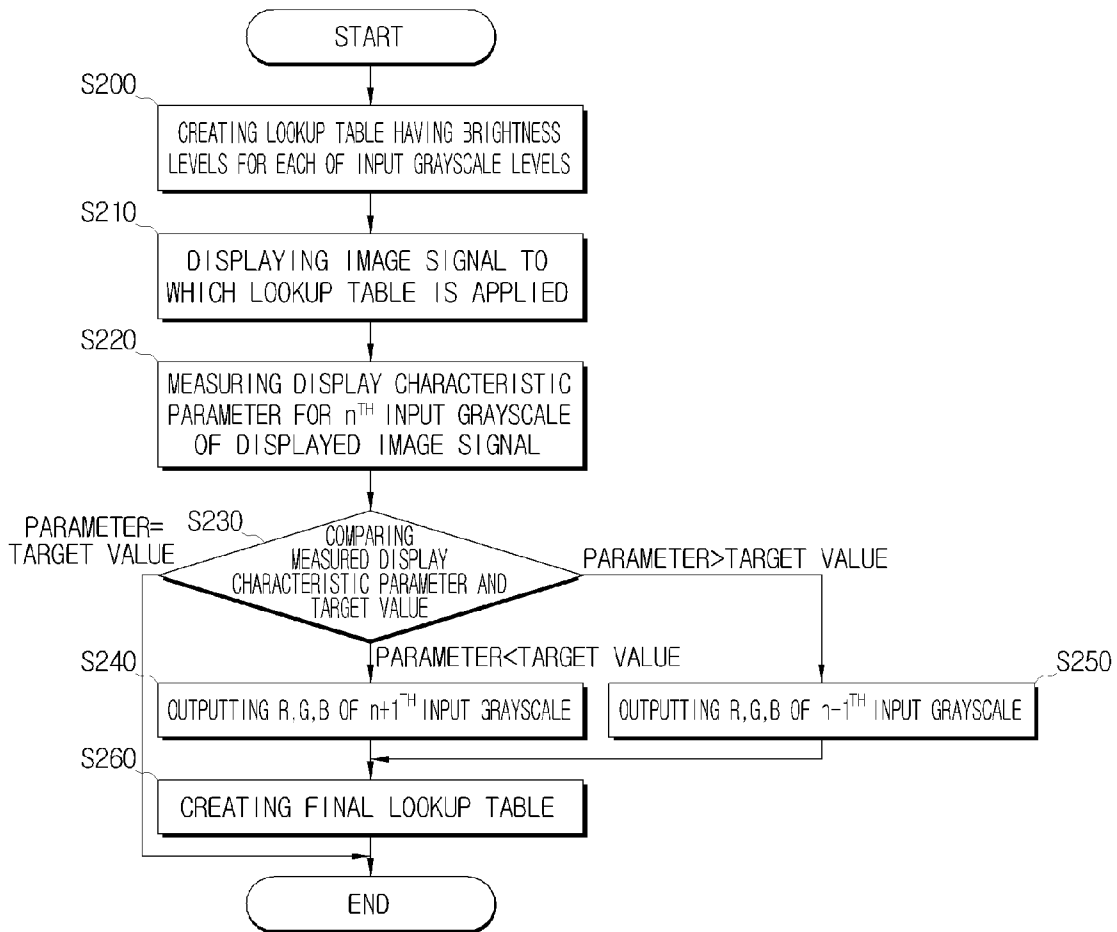 START
S200
CREATING LOOKUP TABLE HAVING BRIGHTNESS
LEVELS FOR EACH OF INPUT GRAYSCALE LEVELS
S210
DISPLAYING IMAGE SIGNAL TO
WHICH LOOKUP TABLE IS APPLIED
S220
MEASURING DISPLAY CHARACTERISTIC
PARAMETER FOR nTH INPUT GRAYSCALE
OF DISPLAYED IMAGE SIGNAL
PARAMETER=
TARGET VALUE
S230
COMPARING
MEASURED DISPLAY
CHARACTERISTIC PARAMETER AND
TARGET VALUE
PARAMETER>TARGET VALUE
PARAMETER<TARGET VALUE
S240
OUTPUTTING R,G,B OF n+1TH INPUT GRAYSCALE
S250
OUTPUTTING R,G,B OF n-1TH INPUT GRAYSCALE
S260
CREATING FINAL LOOKUP TABLE
END